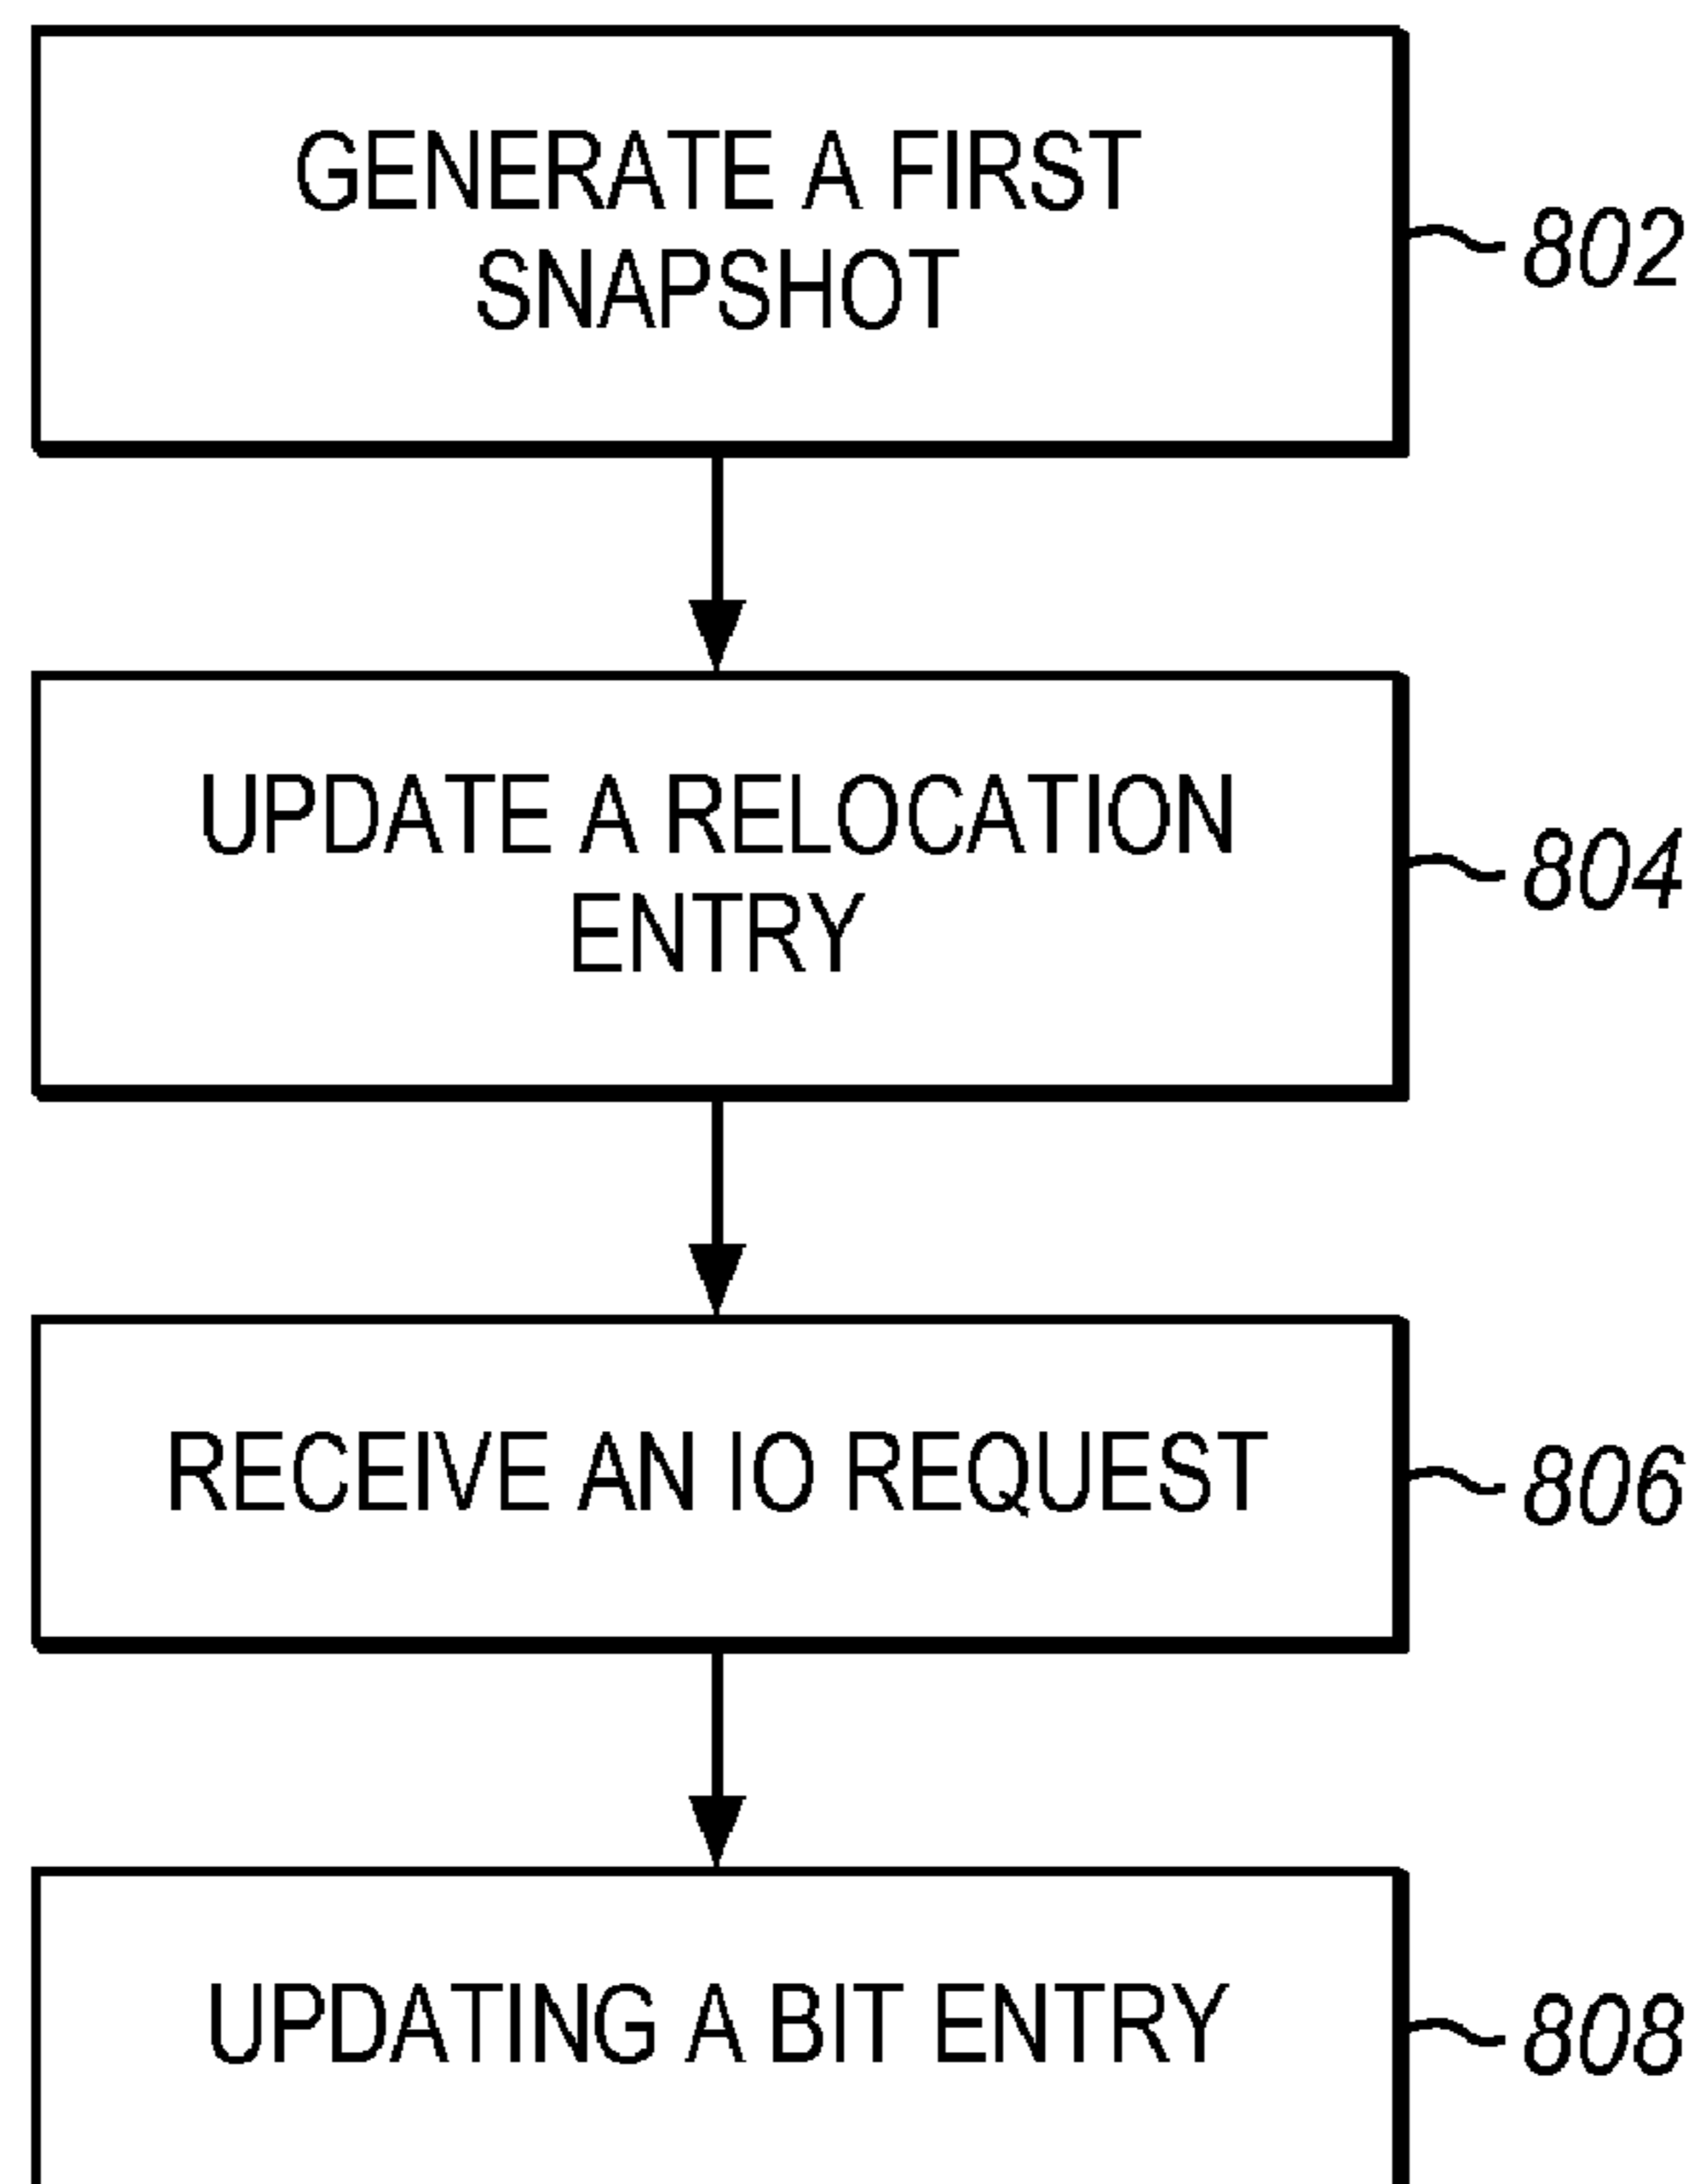 GENERATE A FIRST
SNAPSHOT
802
UPDATE A RELOCATION
ENTRY
804
RECEIVE AN IO REQUEST
806
UPDATING A BIT ENTRY
808